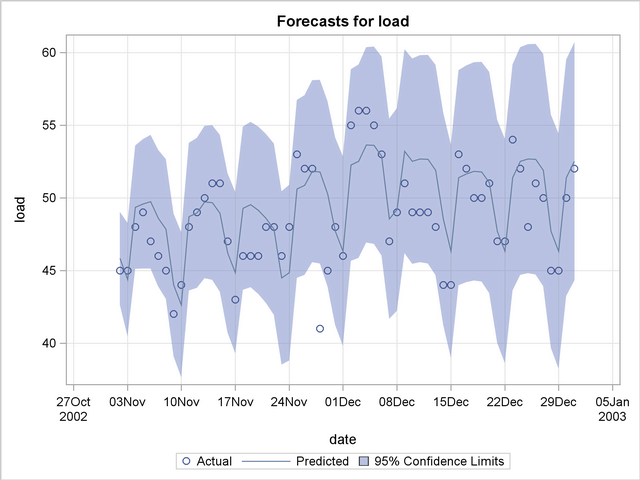 Forecasts for load
load
60
55
50
45
40
27Oct 03Nov 10Nov 17Nov 24Nov 01Dec 08Dec 15Dec 22Dec 29Dec 05Jan
2002 2003
date
Actual Predicted 95% Confidence Limits